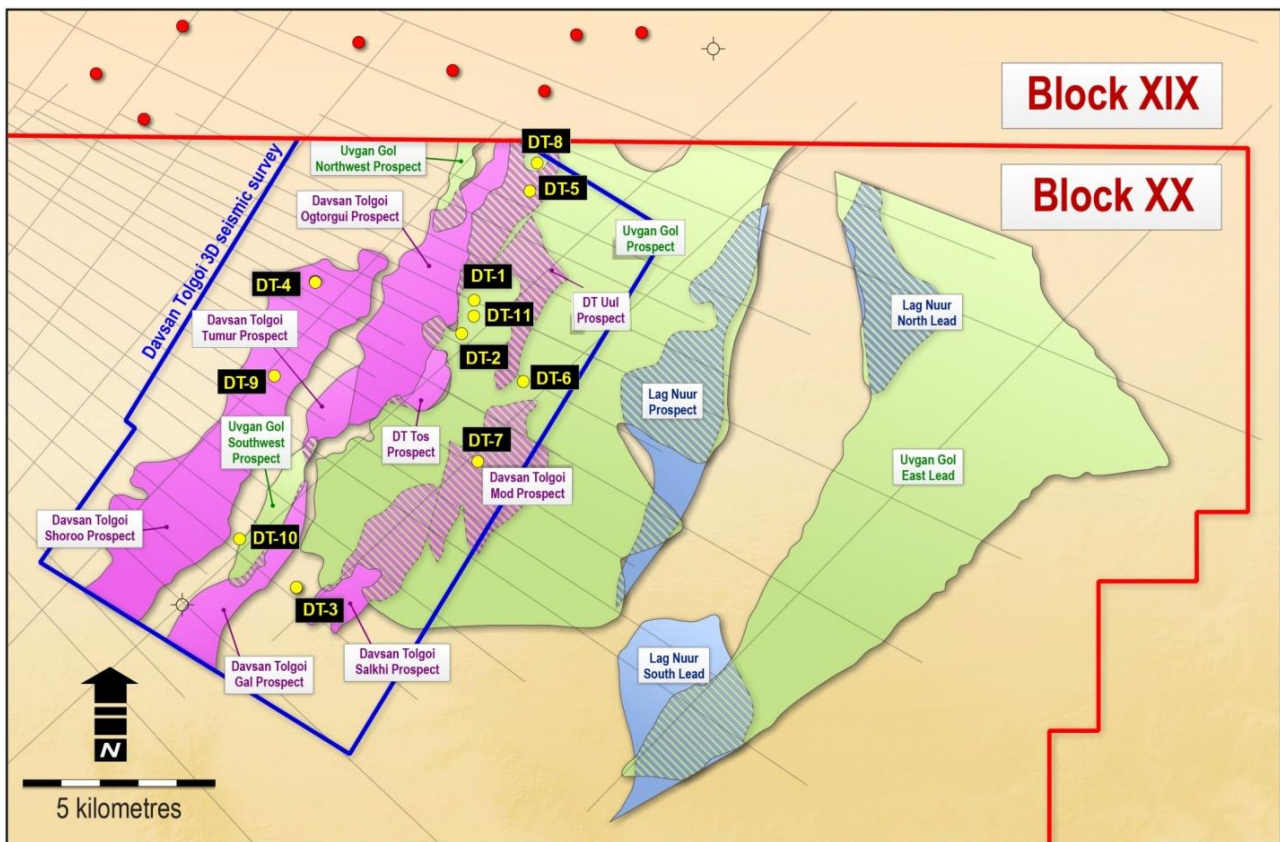 Block XIX
Block XX
Davsan Tolgoi 3D seismic survey
DT-8
Uvgan Gol
Northwest Prospect
DT-5
Davsan Tolgoi
Ogtorgui Prospect
Uvgan Gol
Prospect
DT-4
DT-1
DT Uul
Prospect
Lag Nuur
North Lead
DT-11
Davsan Tolgoi
Tumur Prospect
DT-2
DT-9
DT-6
Lag Nuur
Prospect
Uvgan Gol
Southwest
Prospect
DT Tos
Prospect
DT-7
Davsan Tolgoi
Mod Prospect
Uvgan Gol
East Lead
Davsan Tolgoi
Shoroo Prospect
DT-10
DT-3
Davsan Tolgoi
Gal Prospect
Davsan Tolgoi
Salkhi Prospect
Lag Nuur
South Lead
N
5 kilometres